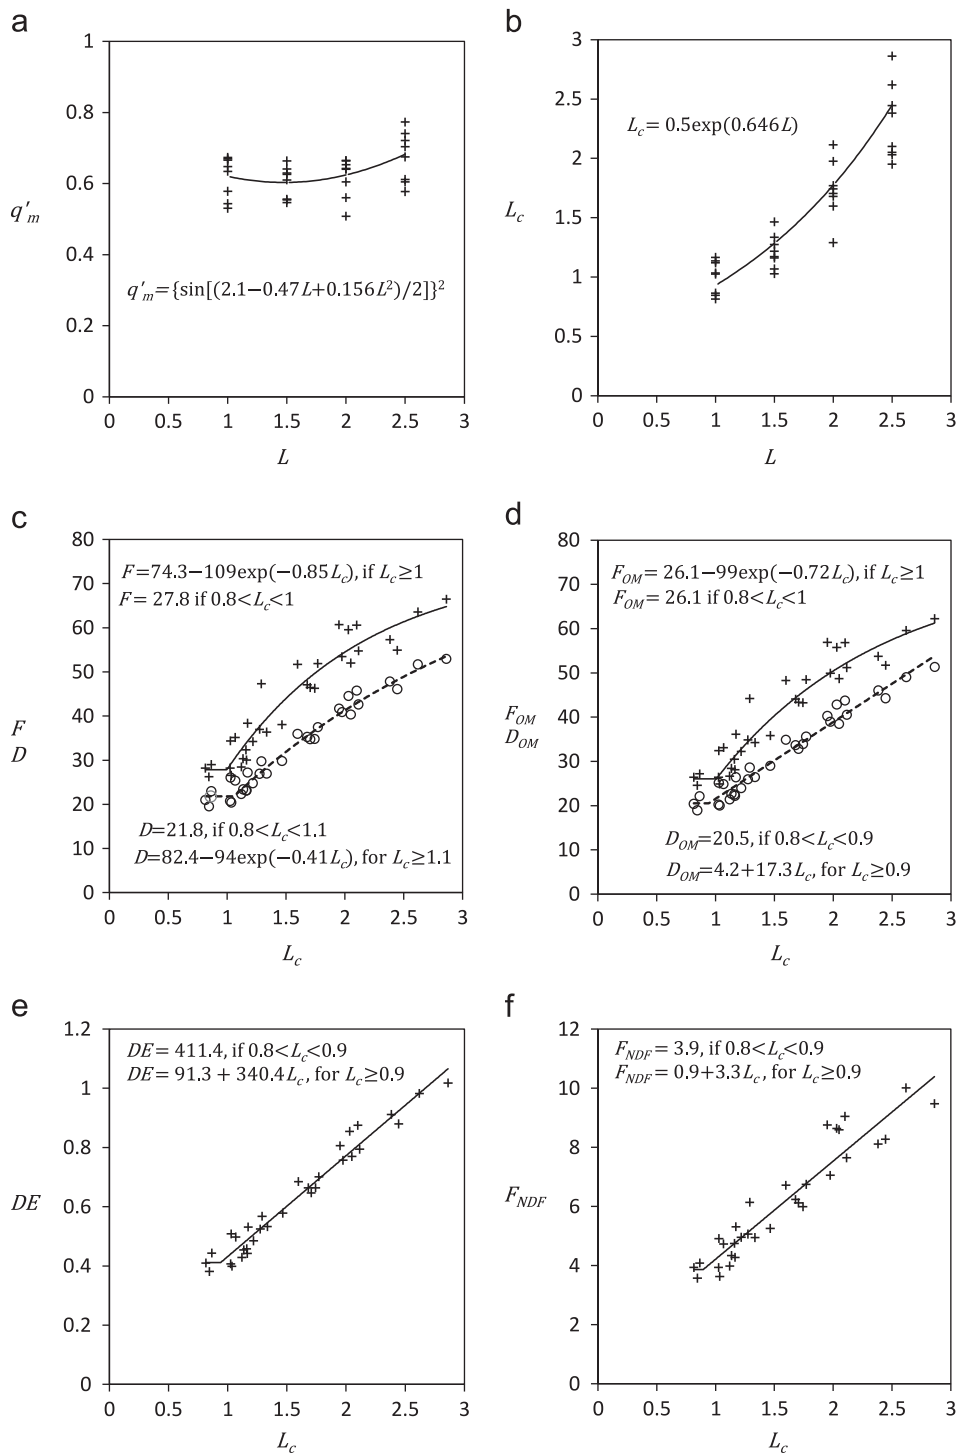 a
1
0.8
0.6
q′m
0.4
q′m={sin[(2.1−0.47L+0.156L²)/2]}²
0.2
0
0 0.5 1 1.5 2 2.5 3
L
b
3
2.5
Lc= 0.5exp(0.646L)
2
Lc
1.5
1
0.5
0
0 0.5 1 1.5 2 2.5 3
L
c
80
F=74.3−109exp(−0.85Lc), if Lc≥1
70
F= 27.8 if 0.8<Lc<1
60
50
40
F
D
30
20
D=21.8, if 0.8<Lc<1.1
10
D=82.4−94exp(−0.41Lc), for Lc≥1.1
0
0 0.5 1 1.5 2 2.5 3
Lc
d
80
FOM = 26.1−99exp(−0.72Lc), if Lc≥1
70
FOM = 26.1 if 0.8<Lc<1
60
50
40
FOM
DOM
30
20
DOM=20.5, if 0.8<Lc<0.9
10
DOM=4.2+17.3Lc, for Lc≥0.9
0
0 0.5 1 1.5 2 2.5 3
Lc
e
1.2
DE = 411.4, if 0.8<Lc<0.9
DE = 91.3 + 340.4Lc, for Lc≥0.9
1
0.8
DE
0.6
0.4
0.2
0
0 0.5 1 1.5 2 2.5 3
Lc
f
12
FNDF = 3.9, if 0.8<Lc<0.9
FNDF = 0.9+3.3Lc, for Lc≥0.9
10
8
FNDF
6
4
2
0
0 0.5 1 1.5 2 2.5 3
Lc